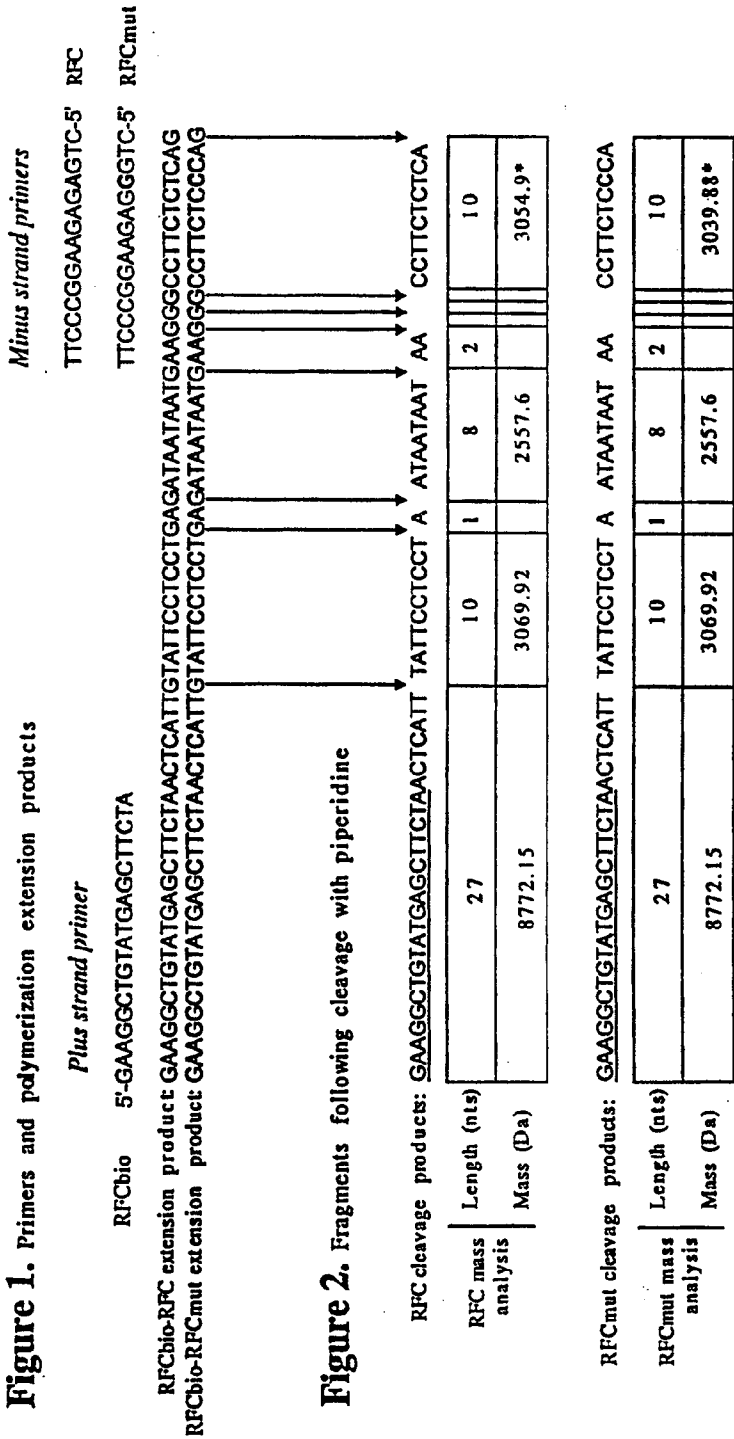 Figure 1. Primers and polymerization extension products
Plus strand primer
Minus strand primers
RFCbio 5'-GAAGGCTGTATGAGCTTCTA
TTCCCGGAAGAGAGTC-5' RFC
TTCCCGGAAGAGGGTC-5' RFCmut
RFCbio-RFC extension product: GAAGGCTGTATGAGCTTCTAACTCATTGTATTCCTCCTGAGATAATAATGAAGGGCCTTCTCTCAG
RFCbio-RFCmut extension product: GAAGGCTGTATGAGCTTCTAACTCATTGTATTCCTCCTGAGATAATAATGAAGGGCCTTCTCCCAG
Figure 2. Fragments following cleavage with piperidine
RFC cleavage products: GAAGGCTGTATGAGCTTCTAACTCATT TATTCCTCCT A ATAATAAT AA CCTTCTCTCA
RFC mass analysis
Length (nts) 27 10 1 8 2 10
Mass (Da) 8772.15 3069.92 2557.6 3054.9*
RFCmut cleavage products: GAAGGCTGTATGAGCTTCTAACTCATT TATTCCTCCT A ATAATAAT AA CCTTCTCCCA
RFCmut mass analysis
Length (nts) 27 10 1 8 2 10
Mass (Da) 8772.15 3069.92 2557.6 3039.88*